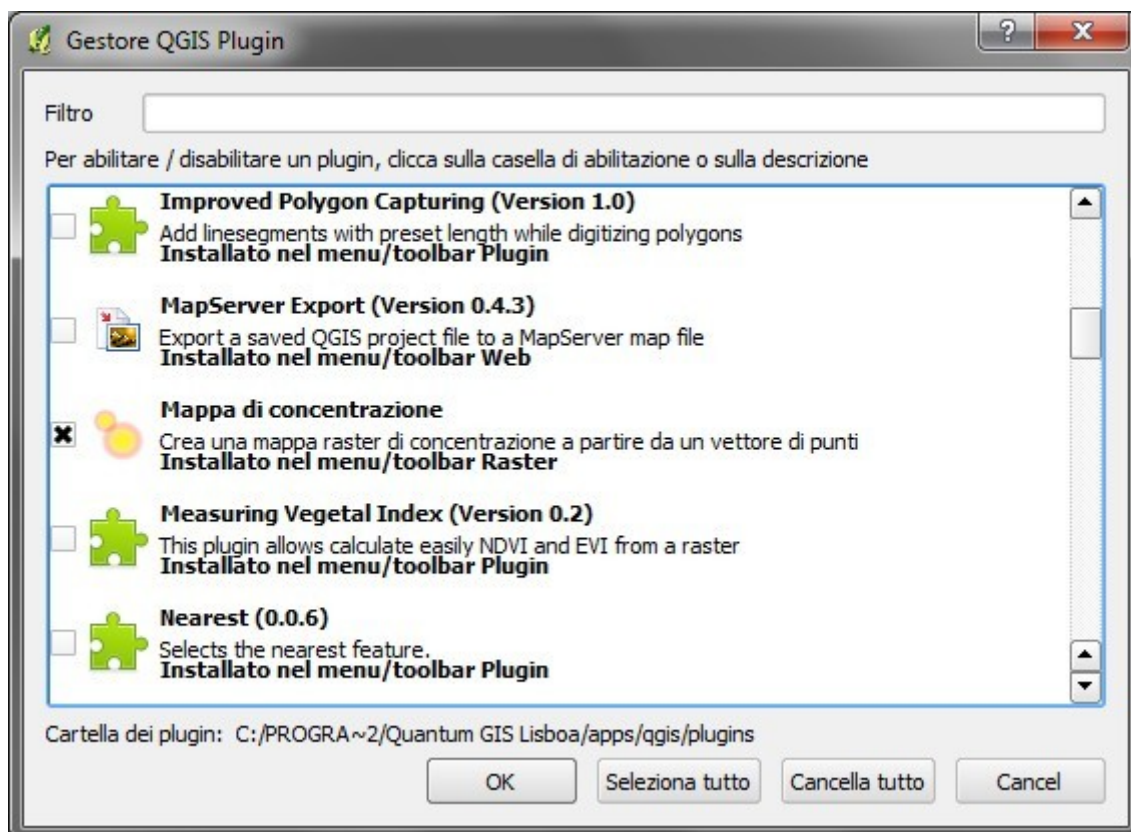 Gestore QGIS Plugin
?
Filtro
Per abilitare / disabilitare un plugin, clicca sulla casella di abilitazione o sulla descrizione
Improved Polygon Capturing (Version 1.0)
Add linesegments with preset length while digitizing polygons
Installato nel menu/toolbar Plugin
MapServer Export (Version 0.4.3)
Export a saved QGIS project file to a MapServer map file
Installato nel menu/toolbar Web
Mappa di concentrazione
Crea una mappa raster di concentrazione a partire da un vettore di punti
Installato nel menu/toolbar Raster
Measuring Vegetal Index (Version 0.2)
This plugin allows calculate easily NDVI and EVI from a raster
Installato nel menu/toolbar Plugin
Nearest (0.0.6)
Selects the nearest feature.
Installato nel menu/toolbar Plugin
Cartella dei plugin: C:/PROGRA~2/Quantum GIS Lisboa/apps/qgis/plugins
OK Seleziona tutto Cancella tutto Cancel